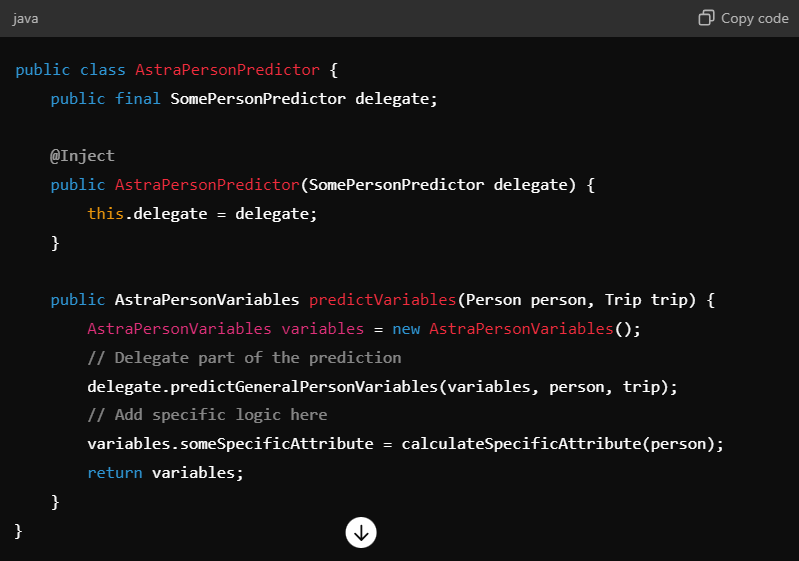 java
Copy code
public class AstraPersonPredictor {
    public final SomePersonPredictor delegate;
    @Inject
    public AstraPersonPredictor(SomePersonPredictor delegate) {
        this.delegate = delegate;
    }
    public AstraPersonVariables predictVariables(Person person, Trip trip) {
        AstraPersonVariables variables = new AstraPersonVariables();
        // Delegate part of the prediction
        delegate.predictGeneralPersonVariables(variables, person, trip);
        // Add specific logic here
        variables.someSpecificAttribute = calculateSpecificAttribute(person);
        return variables;
    }
}